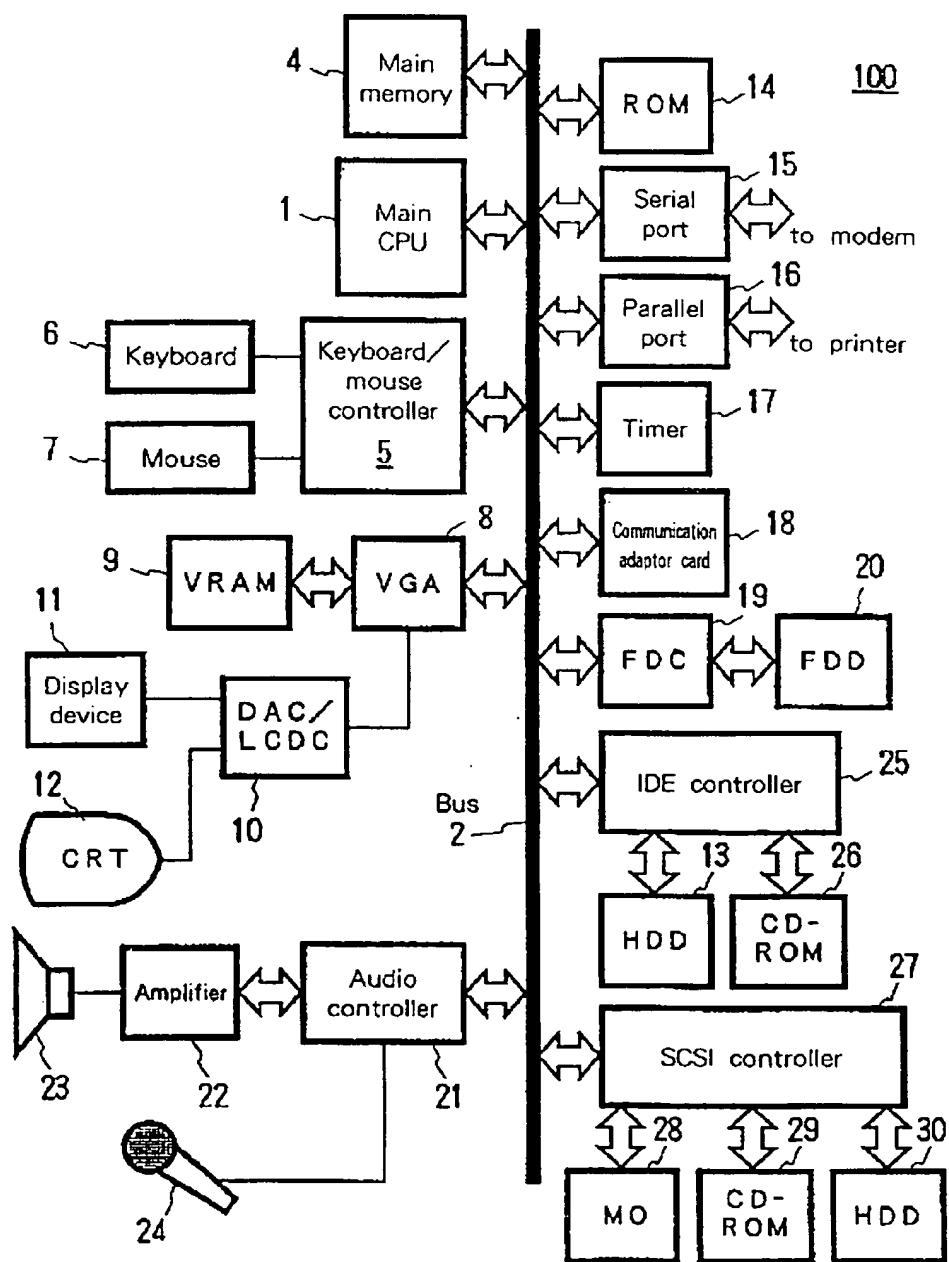 4
Main
memory
1
Main
CPU
6
Keyboard
7
Mouse
Keyboard/
mouse
controller
5
8
9
VRAM
VGA
11
Display
device
DAC/
LCDC
10
12
CRT
Bus
2
Amplifier
22
23
Audio
controller
21
24
100
ROM
14
15
Serial
port
to modem
16
Parallel
port
to printer
17
Timer
18
Communication
adaptor card
19
FDC
20
FDD
IDE controller
25
13
HDD
26
CD-
ROM
27
SCSI controller
28
MO
29
CD-
ROM
30
HDD